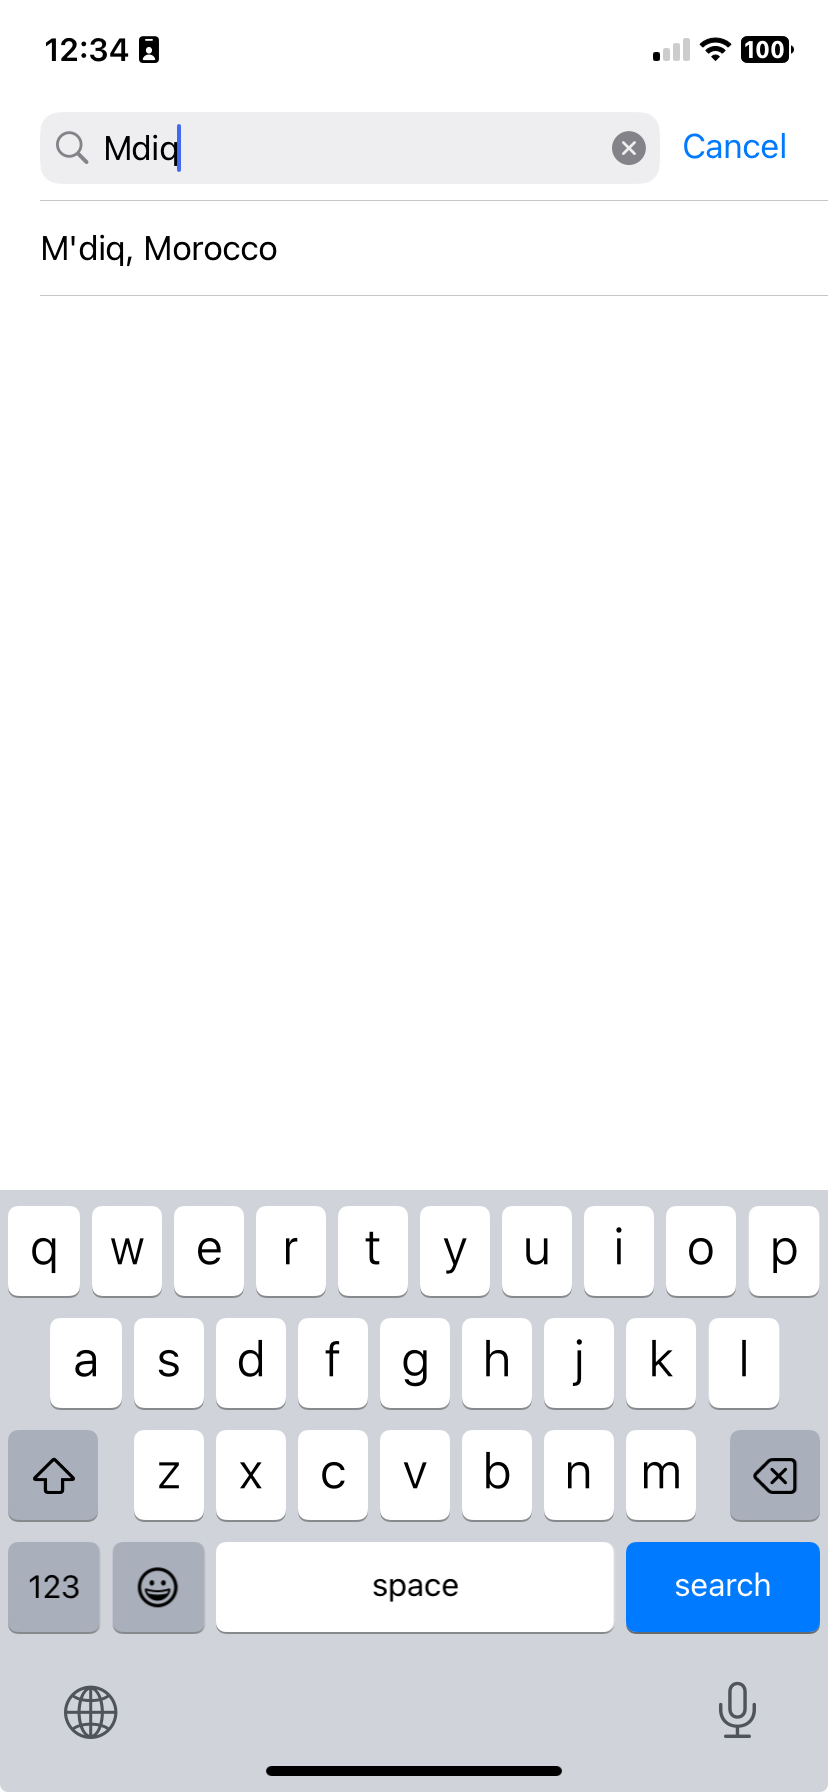 12:34
100
Mdiq
Cancel
M'diq, Morocco
q w e r t y u i o p
a s d f g h j k l
z x c v b n m
123 space search